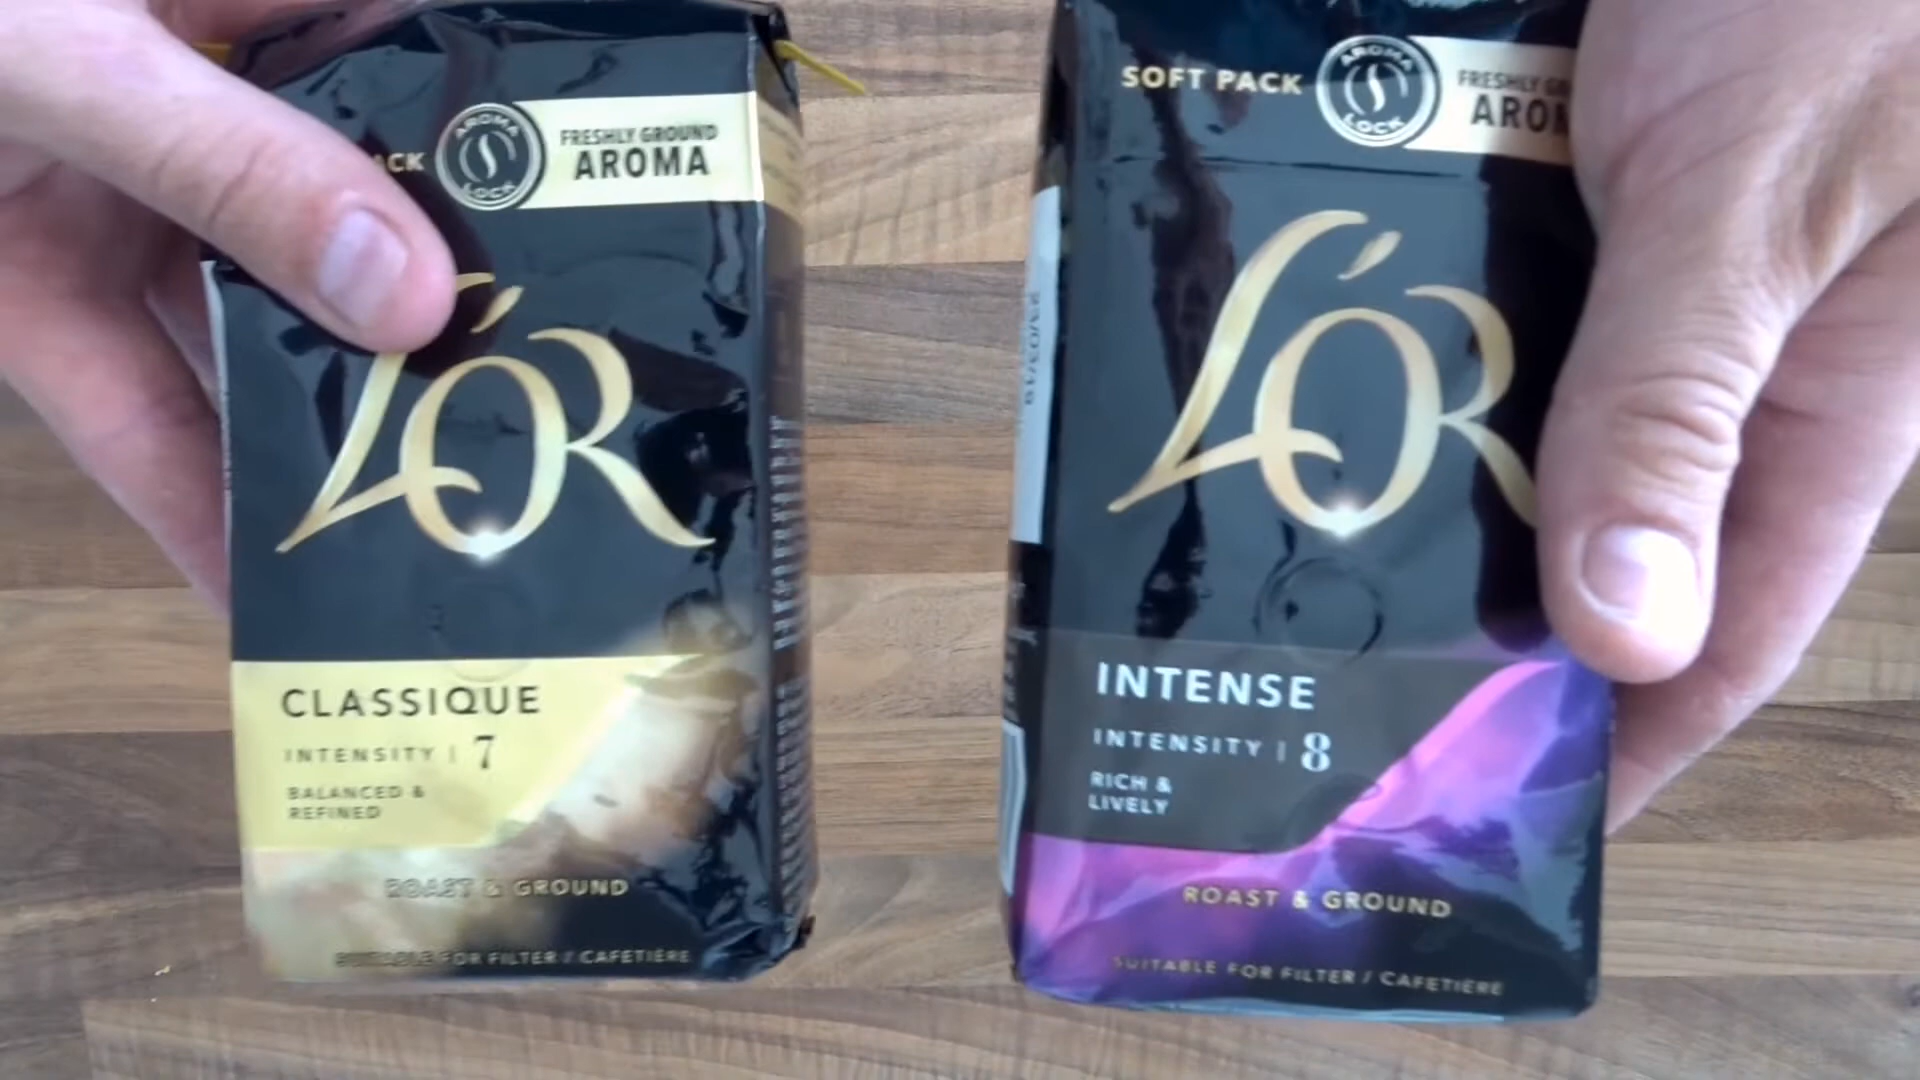 ACK
AROMA
LOCK
FRESHLY GROUND
AROMA
L'OR
CLASSIQUE
INTENSITY | 7
BALANCED &
REFINED
ROAST & GROUND
SUITABLE FOR FILTER / CAFETIÈRE
SOFT PACK
AROMA
LOCK
FRESHLY GR
AROM
L'OR
INTENSE
INTENSITY | 8
RICH &
LIVELY
ROAST & GROUND
SUITABLE FOR FILTER / CAFETIÈRE